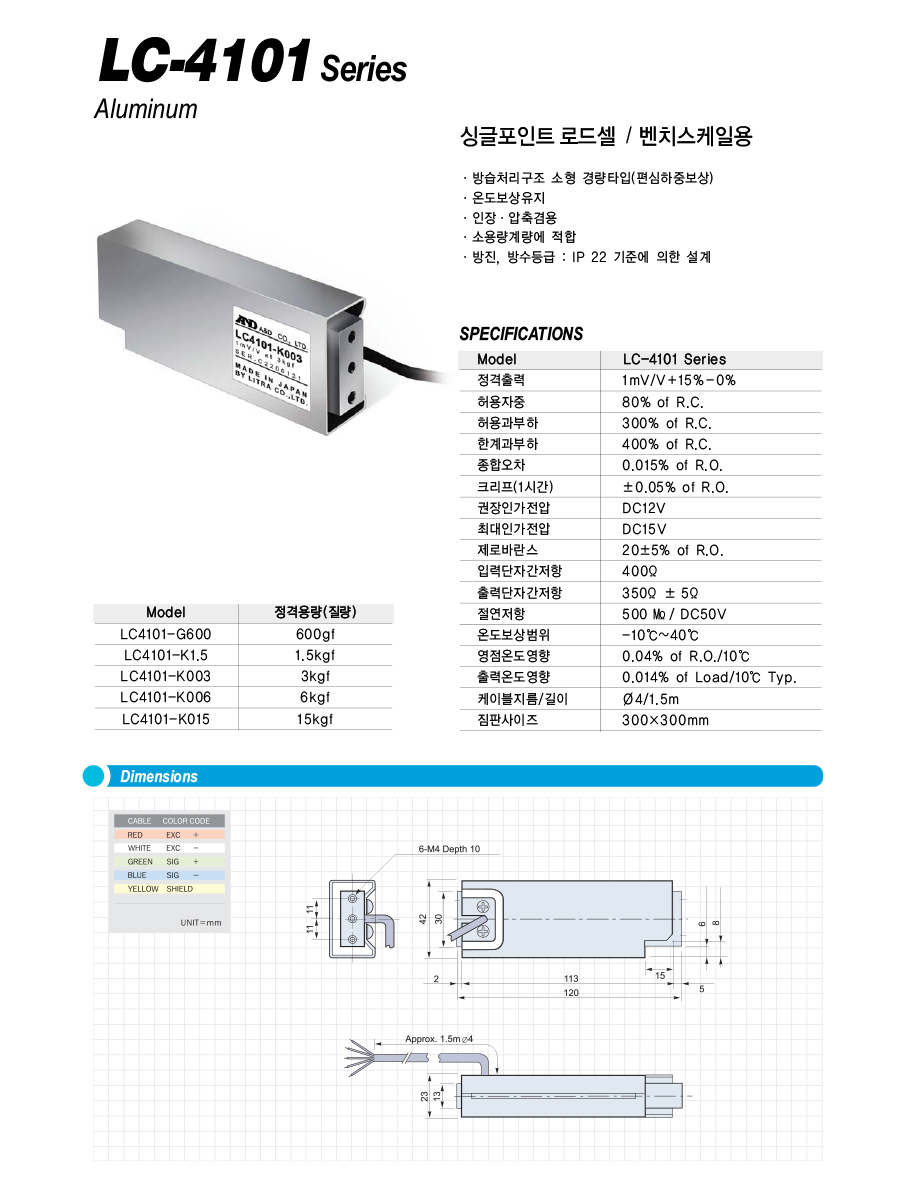 LC-4101 Series
Aluminum
싱글포인트 로드셀 / 벤치스케일용
· 방습처리구조 소형 경량타입(편심하중보상)
· 온도보상유지
· 인장 · 압축겸용
· 소용량계량에 적합
· 방진, 방수등급 : IP 22 기준에 의한 설계
AND A&D CO., LTD.
LC4101-K003
1mV/V at 3kgf
SER.C2206131
MADE IN JAPAN
BY LITRA CO.,LTD.
SPECIFICATIONS
Model LC-4101 Series
정격출력 1mV/V+15%-0%
허용자중 80% of R.C.
허용과부하 300% of R.C.
한계과부하 400% of R.C.
종합오차 0.015% of R.O.
크리프(1시간) ±0.05% of R.O.
권장인가전압 DC12V
최대인가전압 DC15V
제로바란스 20±5% of R.O.
입력단자간저항 400Ω
출력단자간저항 350Ω ± 5Ω
절연저항 500 ㏁ / DC50V
온도보상범위 -10℃~40℃
영점온도영향 0.04% of R.O./10℃
출력온도영향 0.014% of Load/10℃ Typ.
케이블지름/길이 Ø4/1.5m
짐판사이즈 300×300mm
Model 정격용량(질량)
LC4101-G600 600gf
LC4101-K1.5 1.5kgf
LC4101-K003 3kgf
LC4101-K006 6kgf
LC4101-K015 15kgf
Dimensions
CABLE COLOR CODE
RED EXC +
WHITE EXC -
GREEN SIG +
BLUE SIG -
YELLOW SHIELD
UNIT=mm
6-M4 Depth 10
11
11
42
30
6
8
2
113
15
120
5
Approx. 1.5m Ø4
23
13